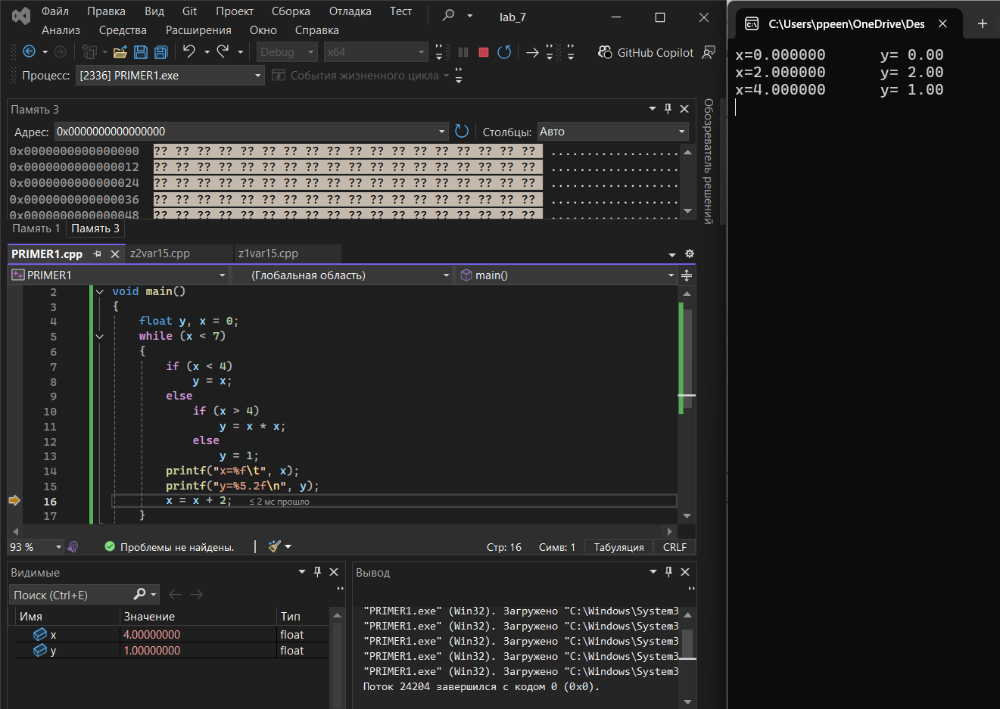 Файл Правка Вид Git Проект Сборка Отладка Тест lab_7
Анализ Средства Расширения Окно Справка
Debug x64 GitHub Copilot
Процесс: [2336] PRIMER1.exe События жизненного цикла
Память 3
Адрес: 0x0000000000000000 Столбцы: Авто
0x0000000000000000 ?? ?? ?? ?? ?? ?? ?? ?? ?? ?? ?? ?? ?? ?? ?? ?? ?? ?? ..................
0x0000000000000012 ?? ?? ?? ?? ?? ?? ?? ?? ?? ?? ?? ?? ?? ?? ?? ?? ?? ?? ..................
0x0000000000000024 ?? ?? ?? ?? ?? ?? ?? ?? ?? ?? ?? ?? ?? ?? ?? ?? ?? ?? ..................
0x0000000000000036 ?? ?? ?? ?? ?? ?? ?? ?? ?? ?? ?? ?? ?? ?? ?? ?? ?? ?? ..................
0x0000000000000048 ?? ?? ?? ?? ?? ?? ?? ?? ?? ?? ?? ?? ?? ?? ?? ?? ?? ?? ..................
Память 1 Память 3
Обозреватель решений
PRIMER1.cpp z2var15.cpp z1var15.cpp
PRIMER1 (Глобальная область) main()
2 void main()
3 {
4 float y, x = 0;
5 while (x < 7)
6 {
7 if (x < 4)
8 y = x;
9 else
10 if (x > 4)
11 y = x * x;
12 else
13 y = 1;
14 printf("x=%f\t", x);
15 printf("y=%5.2f\n", y);
16 x = x + 2; ≤ 2 мс прошло
17 }
93 % Проблемы не найдены. Стр: 16 Симв: 1 Табуляция CRLF
Видимые
Поиск (Ctrl+E)
Имя Значение Тип
x 4.00000000 float
y 1.00000000 float
Вывод
"PRIMER1.exe" (Win32). Загружено "C:\Windows\System3
"PRIMER1.exe" (Win32). Загружено "C:\Windows\System3
"PRIMER1.exe" (Win32). Загружено "C:\Windows\System3
"PRIMER1.exe" (Win32). Загружено "C:\Windows\System3
"PRIMER1.exe" (Win32). Загружено "C:\Windows\System3
Поток 24204 завершился с кодом 0 (0x0).
C:\Users\ppeen\OneDrive\Des
x=0.000000 y= 0.00
x=2.000000 y= 2.00
x=4.000000 y= 1.00